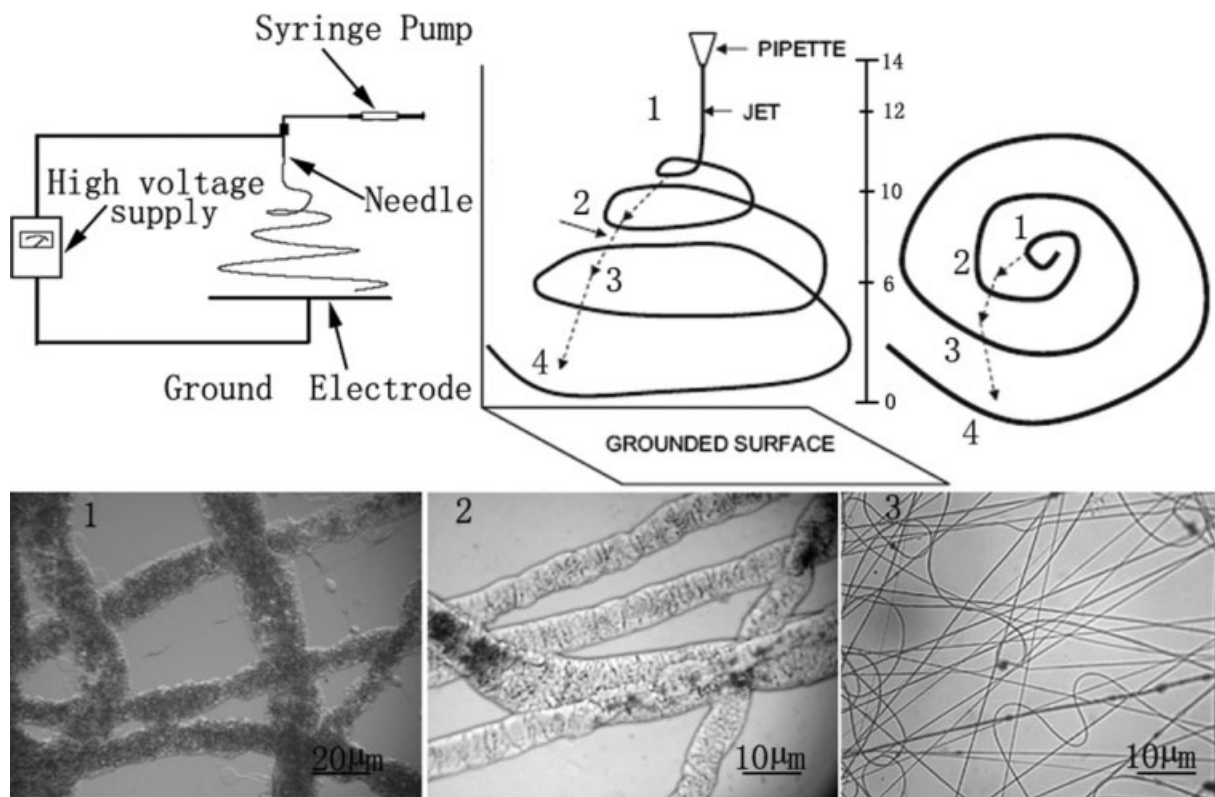 Syringe Pump
High voltage
supply
Needle
Ground Electrode
PIPETTE
JET
1
2
3
4
14
12
10
6
0
GROUNDED SURFACE
1
2
3
4
1
20μm
2
10μm
3
10μm